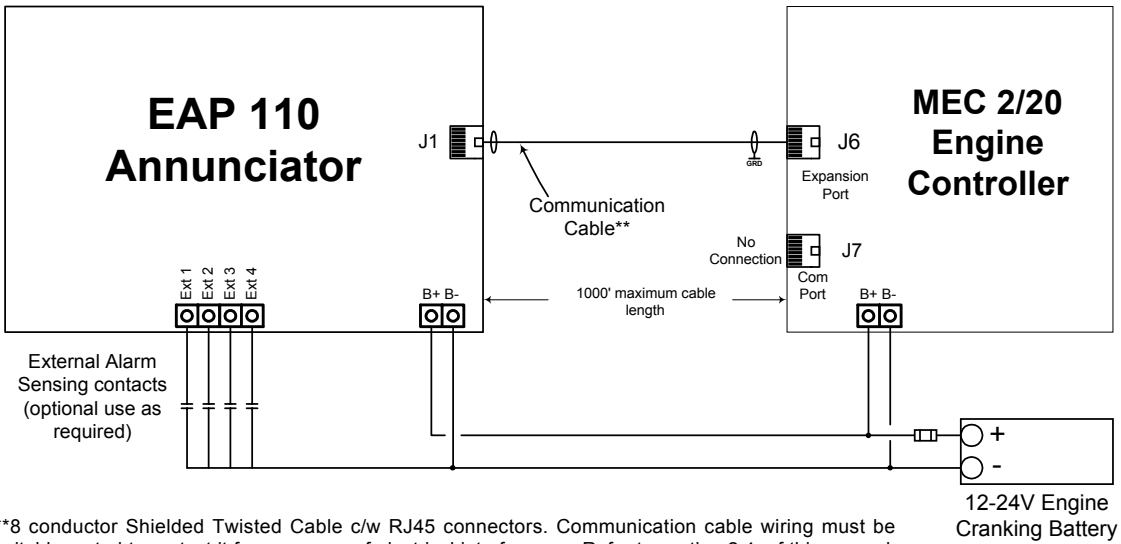 EAP 110
Annunciator
MEC 2/20
Engine
Controller
J1
J6
GRD
Expansion
Port
Communication
Cable**
No
Connection
J7
Com
Port
Ext 1
Ext 2
Ext 3
Ext 4
B+ B-
1000' maximum cable
length
B+ B-
External Alarm
Sensing contacts
(optional use as
required)
+
-
12-24V Engine
Cranking Battery
**8 conductor Shielded Twisted Cable c/w RJ45 connectors. Communication cable wiring must be